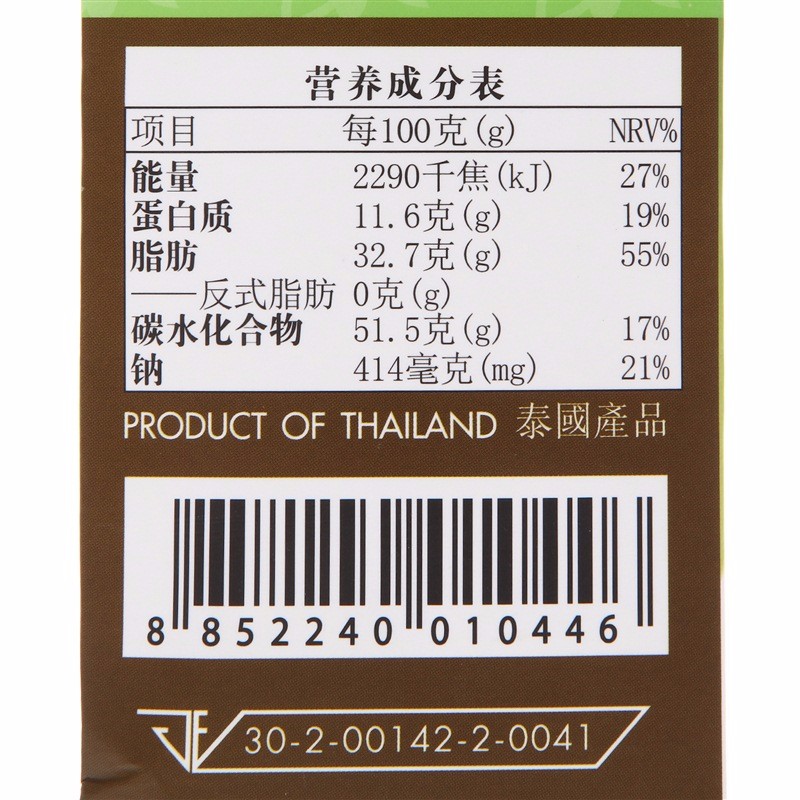 营养成分表
项目 每100克(g) NRV%
能量 2290千焦(kJ) 27%
蛋白质 11.6克(g) 19%
脂肪 32.7克(g) 55%
——反式脂肪 0克(g)
碳水化合物 51.5克(g) 17%
钠 414毫克(mg) 21%
PRODUCT OF THAILAND 泰國產品
8 852240 010446
30-2-00142-2-0041